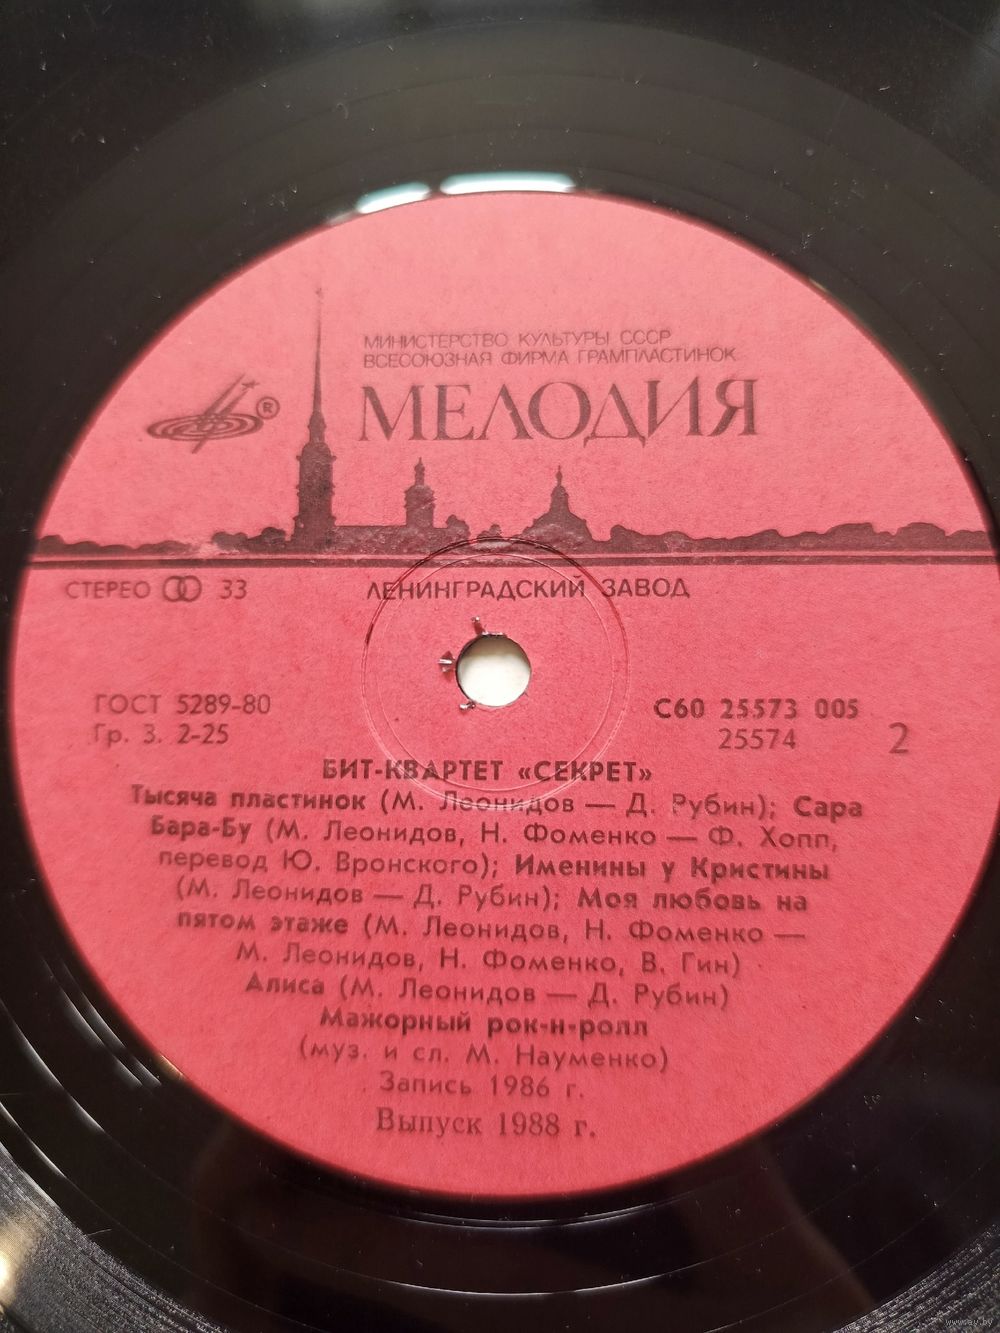 МИНИСТЕРСТВО КУЛЬТУРЫ СССР
ВСЕСОЮЗНАЯ ФИРМА ГРАМПЛАСТИНОК
МЕЛОДИЯ
®
СТЕРЕО 33
ЛЕНИНГРАДСКИЙ ЗАВОД
ГОСТ 5289-80
Гр. 3. 2-25
С60 25573 005
25574
2
БИТ-КВАРТЕТ «СЕКРЕТ»
Тысяча пластинок (М. Леонидов — Д. Рубин); Сара
Бара-Бу (М. Леонидов, Н. Фоменко — Ф. Хопп,
перевод Ю. Вронского); Именины у Кристины
(М. Леонидов — Д. Рубин); Моя любовь на
пятом этаже (М. Леонидов, Н. Фоменко —
М. Леонидов, Н. Фоменко, В. Гин)
Алиса (М. Леонидов — Д. Рубин)
Мажорный рок-н-ролл
(муз. и сл. М. Науменко)
Запись 1986 г.
Выпуск 1988 г.
www.ay.by